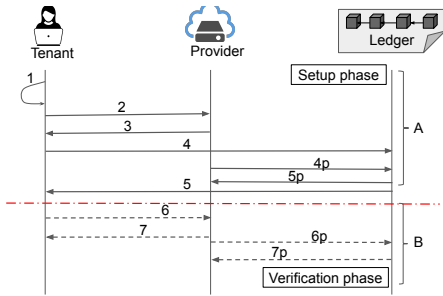 Tenant
Provider
Ledger
Setup phase
1
2
3
4
4p
5p
5
A
6
7
6p
7p
B
Verification phase